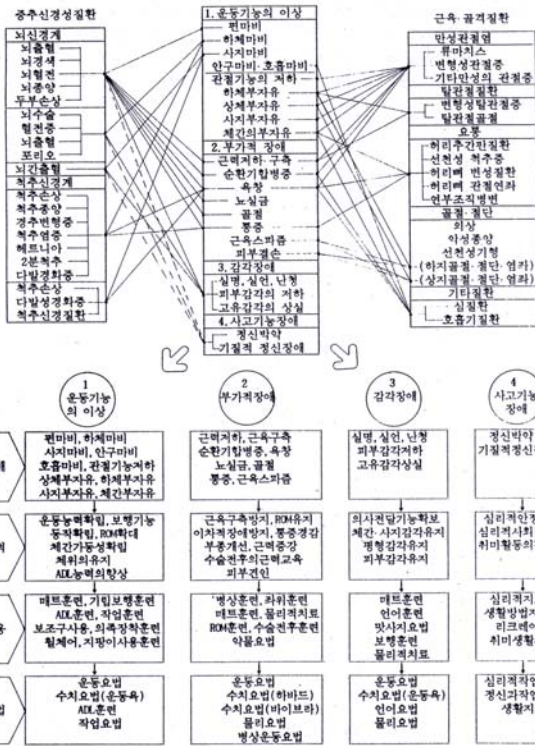 중추신경성질환
뇌신경계
뇌출혈
뇌경색
뇌혈전
뇌종양
두부손상
뇌수술
혈전증
뇌출혈
포리오
뇌간출혈
척추신경계
척추손상
척추종양
경추변형증
척추염증
헤트니아
2분척추
다발경화증
척추손상
다발성경화증
척추신경질환
1.운동기능의 이상
편마비
하체마비
사지마비
안구마비·호흡마비
관절기능의 저하
하체부자유
상체부자유
사지부자유
체간의부자유
2.부가적 장애
근력저하·구축
순환기합병증
욕창
뇨실금
골절
통증
근육스피즘
피부결손
3.감각장애
실명,실언,난청
피부감각의 저하
고유감각의 상실
4.사고기능장애
정신박약
기질적 정신장애
근육·골격질환
만성관절염
류마치스
변형성관절증
기타만성의 관절증
탈관절질환
변형성탈관절증
탈관절골절
요통
허리추간판질환
선천성 척추증
허리뼈 변성질환
허리뼈 관절연좌
연부조직병변
골절·절단
외상
악성종양
선천성기형
(하지골절·절단·염좌)
(상지골절·절단·염좌)
기타질환
심질환
호흡기질환
1
운동기능
의 이상
2
부가적장애
3
감각장애
4
사고기능
장애
편마비,하체마비
사지마비,안구마비
호흡마비,관절기능저하
상체부자유,하체부자유
사지부자유,체간부자유
근력저하,근육구축
순환기합병증,욕창
뇨실금,골절
통증,근육스피즘
실명,실언,난청
피부감각저하
고유감각상실
정신박약
기질적정신
운동능력확립,보행기능
동작확립,ROM확대
체간가동성확립
체위의유지
ADL능력의향상
근육구축방지,ROM유지
이차적장애방지,통증경감
부종개선,근력증강
수술전후의근력교육
피부견인
의사전달기능확보
체간·사지감각유지
평형감각유지
피부감각유지
심리적안정
심리적사회
취미활동의
매트훈련,기립보행훈련
ADL훈련,작업훈련
보조구사용,의족장착훈련
휠체어,지팡이사용훈련
병상훈련,좌위훈련
매트훈련,물리적치료
ROM훈련,수술전후훈련
약물요법
매트훈련
언어훈련
맛사지요법
보행훈련
물리적치료
심리적지
생활방법지
리크레이
취미생활
운동요법
수치요법(운동욕)
ADL훈련
작업요법
운동요법
수치요법(하바드)
수치요법(바이브라)
물리요법
병상운동요법
운동요법
수치요법(운동욕)
언어요법
물리요법
심리적작업
정신과작업
생활지